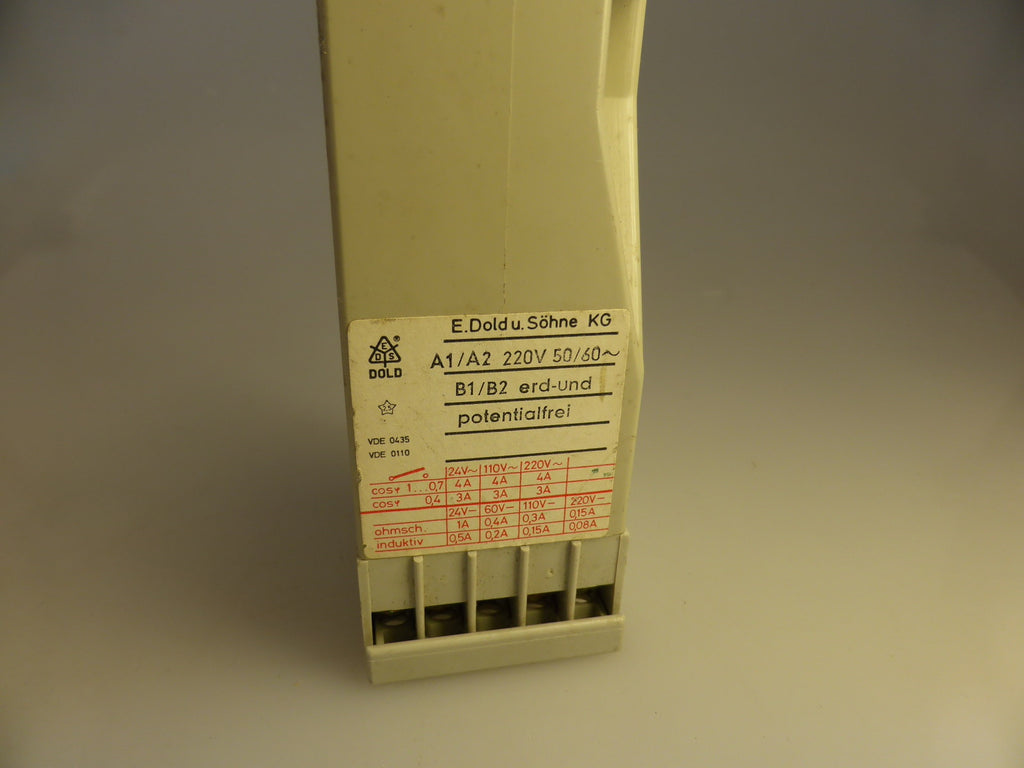 E.Dold u. Söhne KG
E
D S ®
DOLD
A1/A2 220V 50/60~
B1/B2 erd-und
potentialfrei
VDE 0435
VDE 0110
24V~ 110V~ 220V~
cosφ 1...0,7 4A 4A 4A
cosφ 0,4 3A 3A 3A
24V– 60V– 110V– 220V–
ohmsch. 1A 0,4A 0,3A 0,15A
induktiv 0,5A 0,2A 0,15A 0,08A